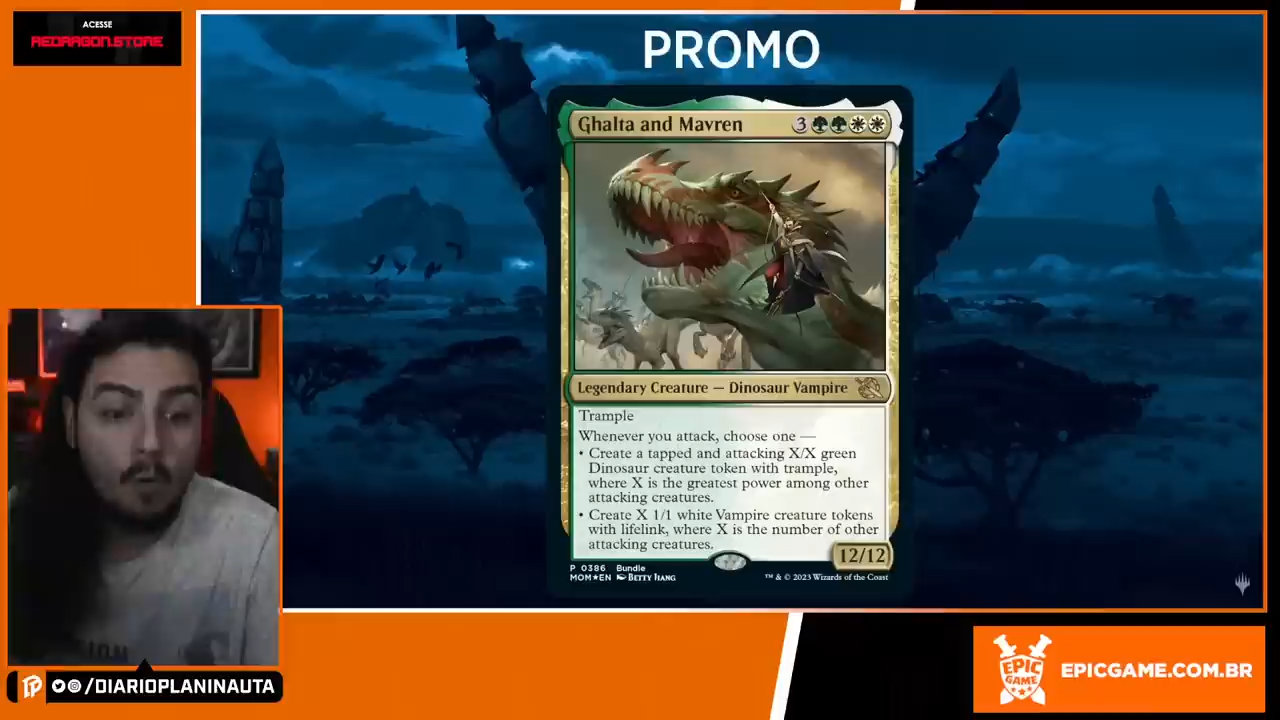 ACESSE
REDRAGON.STORE
PROMO
Ghalta and Mavren
3
Legendary Creature — Dinosaur Vampire
Trample
Whenever you attack, choose one —
• Create a tapped and attacking X/X green
Dinosaur creature token with trample,
where X is the greatest power among other
attacking creatures.
• Create X 1/1 white Vampire creature tokens
with lifelink, where X is the number of other
attacking creatures.
12/12
P 0386 Bundle
MOM★EN BETTY JIANG
™ & © 2023 Wizards of the Coast
/DIARIOPLANINAUTA
EPIC
GAME
EPICGAME.COM.BR